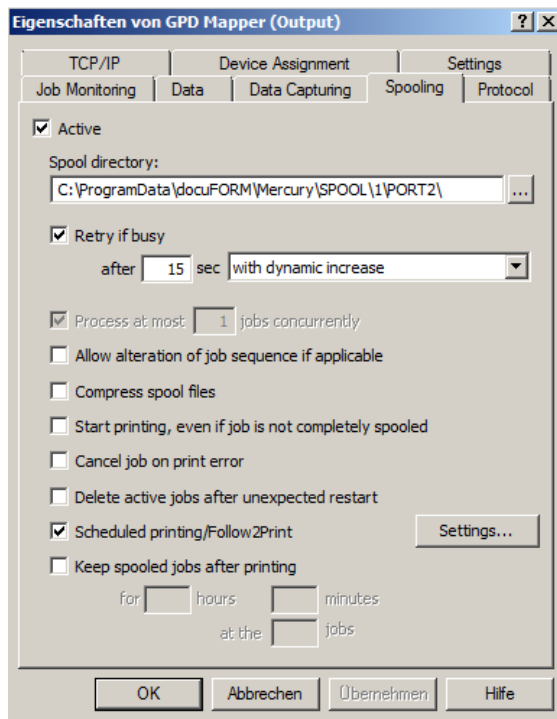 Eigenschaften von GPD Mapper (Output)
TCP/IP Device Assignment Settings
Job Monitoring Data Data Capturing Spooling Protocol
Active
Spool directory:
C:\ProgramData\docuFORM\Mercury\SPOOL\1\PORT2\ ...
Retry if busy
after 15 sec with dynamic increase
Process at most 1 jobs concurrently
Allow alteration of job sequence if applicable
Compress spool files
Start printing, even if job is not completely spooled
Cancel job on print error
Delete active jobs after unexpected restart
Scheduled printing/Follow2Print Settings...
Keep spooled jobs after printing
for hours minutes
at the jobs
OK Abbrechen Übernehmen Hilfe